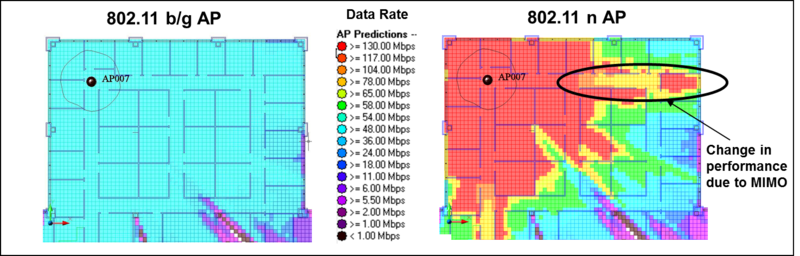 802.11 b/g AP
AP007
Data Rate
AP Predictions --
>= 130.00 Mbps
>= 117.00 Mbps
>= 104.00 Mbps
>= 78.00 Mbps
>= 65.00 Mbps
>= 58.00 Mbps
>= 54.00 Mbps
>= 48.00 Mbps
>= 36.00 Mbps
>= 24.00 Mbps
>= 18.00 Mbps
>= 11.00 Mbps
>= 6.00 Mbps
>= 5.50 Mbps
>= 2.00 Mbps
>= 1.00 Mbps
< 1.00 Mbps
802.11 n AP
AP007
Change in
performance
due to MIMO